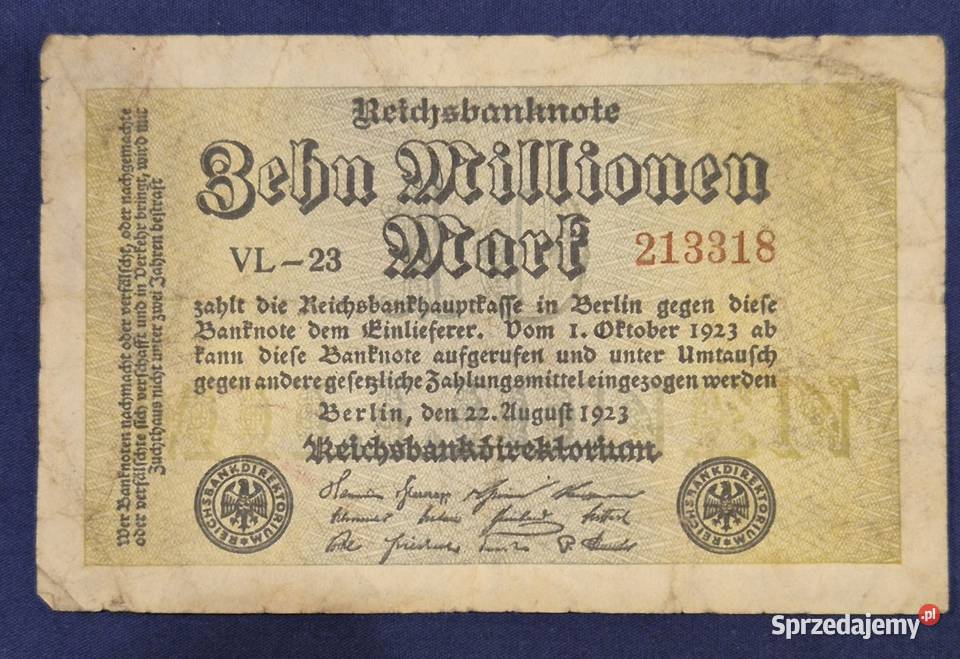 Reichsbanknote
Zehn Millionen
Mark
VL-23
213318
zahlt die Reichsbankhauptkasse in Berlin gegen diese
Banknote dem Einlieferer. Vom 1. Oktober 1923 ab
kann diese Banknote aufgerufen und unter Umtausch
gegen andere gesetzliche Zahlungsmittel eingezogen werden
Berlin, den 22. August 1923
Reichsbankdirektorium
REICHSBANKDIREKTORIUM
REICHSBANKDIREKTORIUM
Wer Banknoten nachmacht oder verfälscht, oder nachgemachte
oder verfälschte sich verschafft und in Verkehr bringt, wird mit
Zuchthaus nicht unter zwei Jahren bestraft
Sprzedajemy.pl